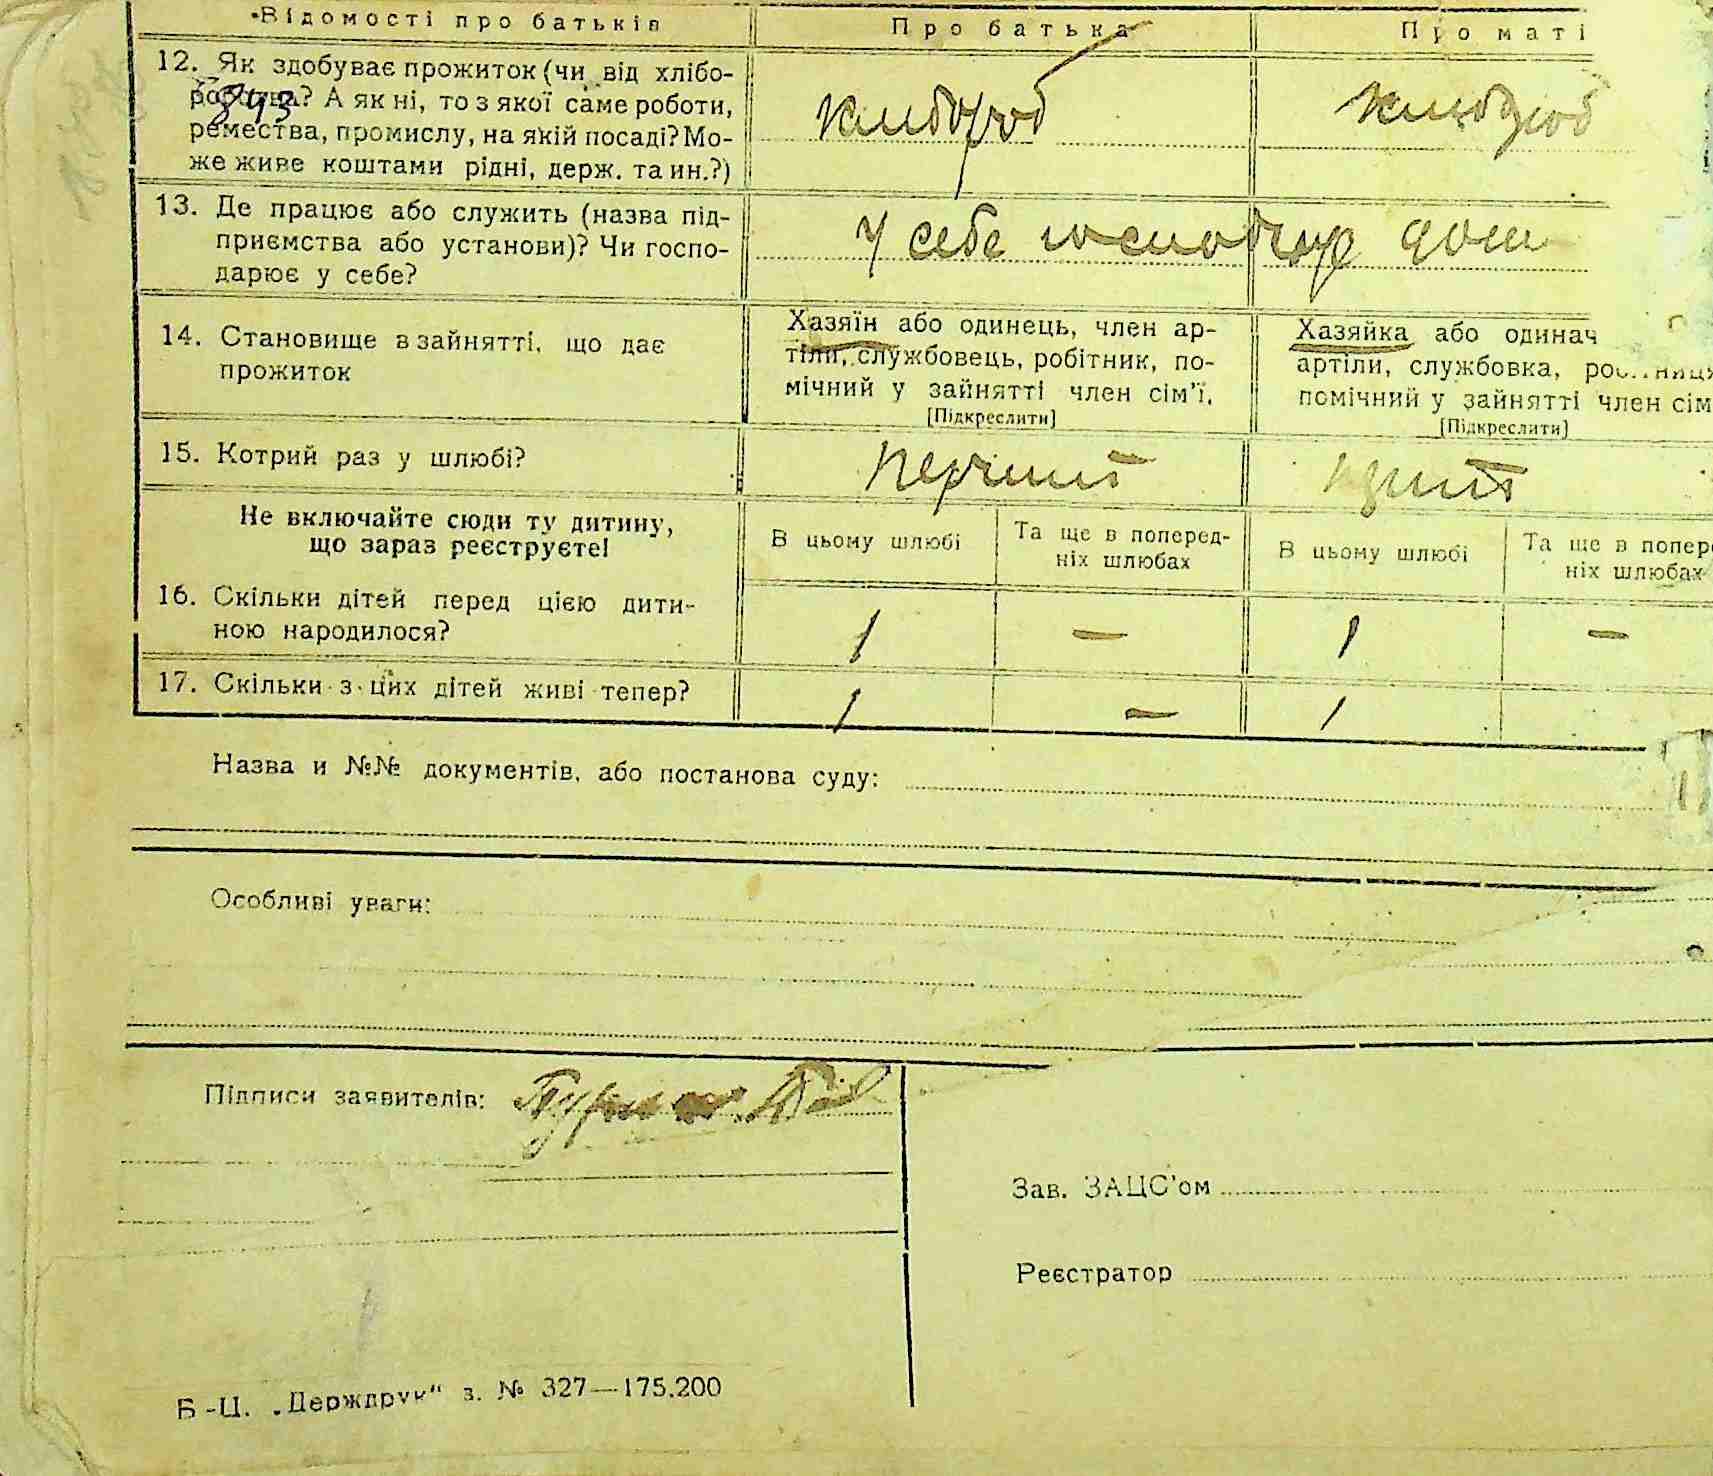 Відомості про батьків Про батька Про маті
12. Як здобуває прожиток (чи від хлібо-
робства? А як ні, то з якої саме роботи,
ремества, промислу, на якій посаді? Мо-
же живе коштами рідні, держ. та ин.?)
843
хлибороб хлибороб
13. Де працює або служить (назва під-
приємства або установи)? Чи госпо-
дарює у себе?
у себе
14. Становище в зайнятті, що дає
прожиток
Хазяїн або одинець, член ар-
тіли, службовець, робітник, по-
мічний у зайнятті член сім'ї.
[Підкреслити]
Хазяйка або одинач
артіли, службовка, роб
помічний у зайнятті член сім
[Підкреслити]
15. Котрий раз у шлюбі?
перший
Не включайте сюди ту дитину,
що зараз реєструєте!
В цьому шлюбі
Та ще в поперед-
ніх шлюбах
В цьому шлюбі
Та ще в попер
ніх шлюбах
16. Скільки дітей перед цією дити-
ною народилося?
1 — 1 —
17. Скільки з цих дітей живі тепер?
1 — 1
Назва и №№ документів, або постанова суду:
Особливі уваги:
Підписи заявителів:
Зав. ЗАЦС'ом
Реєстратор
Б-Ц. „Держдрук" з. № 327—175.200